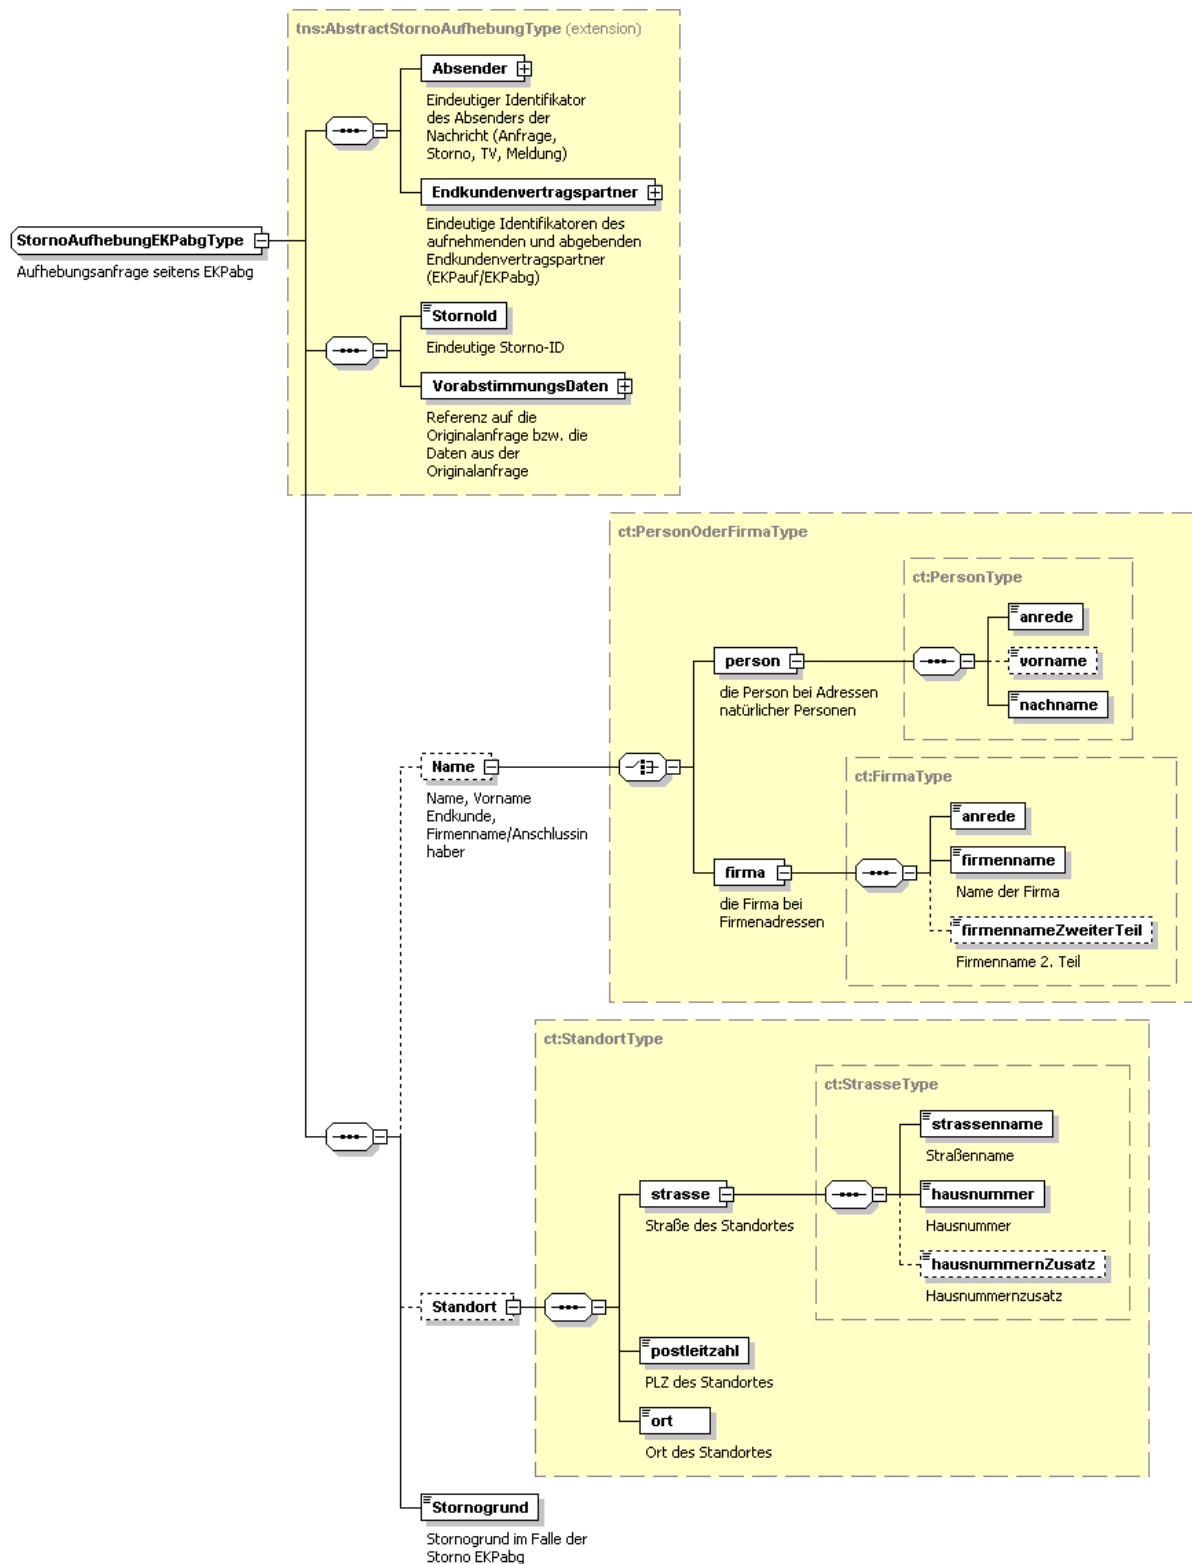 tns:AbstractStornoAufhebungType (extension)
Absender
Eindeutiger Identifikator
des Absenders der
Nachricht (Anfrage,
Storno, TV, Meldung)
Endkundenvertragspartner
Eindeutige Identifikatoren des
aufnehmenden und abgebenden
Endkundenvertragspartner
(EKPauf/EKPabg)
StornoAufhebungEKPabgType
Aufhebungsanfrage seitens EKPabg
StornoId
Eindeutige Storno-ID
VorabstimmungsDaten
Referenz auf die
Originalanfrage bzw. die
Daten aus der
Originalanfrage
ct:PersonOderFirmaType
ct:PersonType
anrede
person
vorname
die Person bei Adressen
natürlicher Personen
nachname
Name
Name, Vorname
Endkunde,
Firmenname/Anschlussin
haber
ct:FirmaType
anrede
firmenname
Name der Firma
firma
die Firma bei
Firmenadressen
firmennameZweiterTeil
Firmenname 2. Teil
ct:StandortType
ct:StrasseType
strassenname
Straßenname
strasse
Straße des Standortes
hausnummer
Hausnummer
hausnummernZusatz
Hausnummernzusatz
Standort
postleitzahl
PLZ des Standortes
ort
Ort des Standortes
Stornogrund
Stornogrund im Falle der
Storno EKPabg